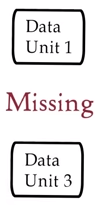 Data
Unit 1
Missing
Data
Unit 3